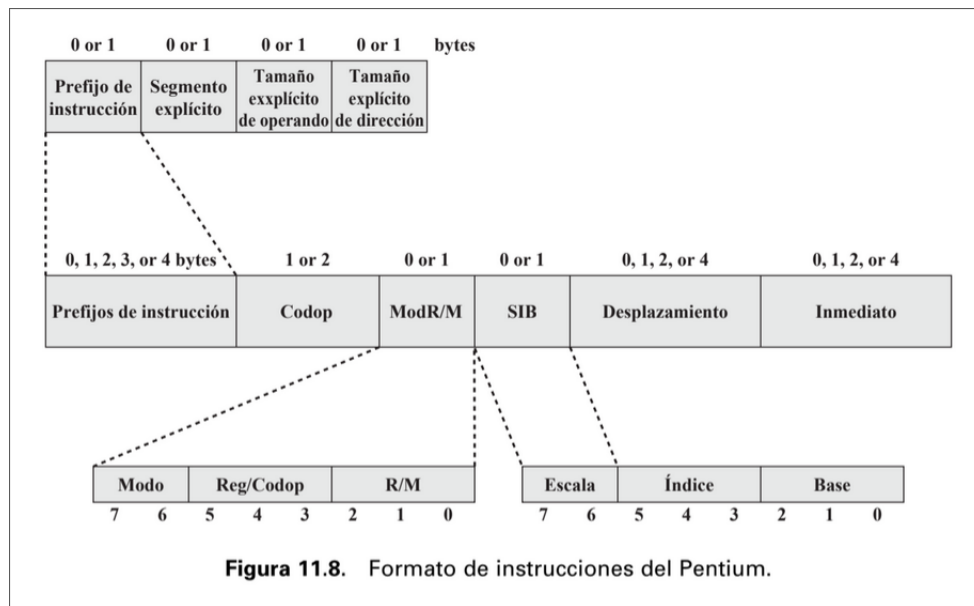 0 or 1 0 or 1 0 or 1 0 or 1 bytes
Prefijo de instrucción
Segmento explícito
Tamaño exxplícito de operando
Tamaño explícito de dirección
0, 1, 2, 3, or 4 bytes 1 or 2 0 or 1 0 or 1 0, 1, 2, or 4 0, 1, 2, or 4
Prefijos de instrucción Codop ModR/M SIB Desplazamiento Inmediato
Modo Reg/Codop R/M Escala Índice Base
7 6 5 4 3 2 1 0 7 6 5 4 3 2 1 0
Figura 11.8. Formato de instrucciones del Pentium.